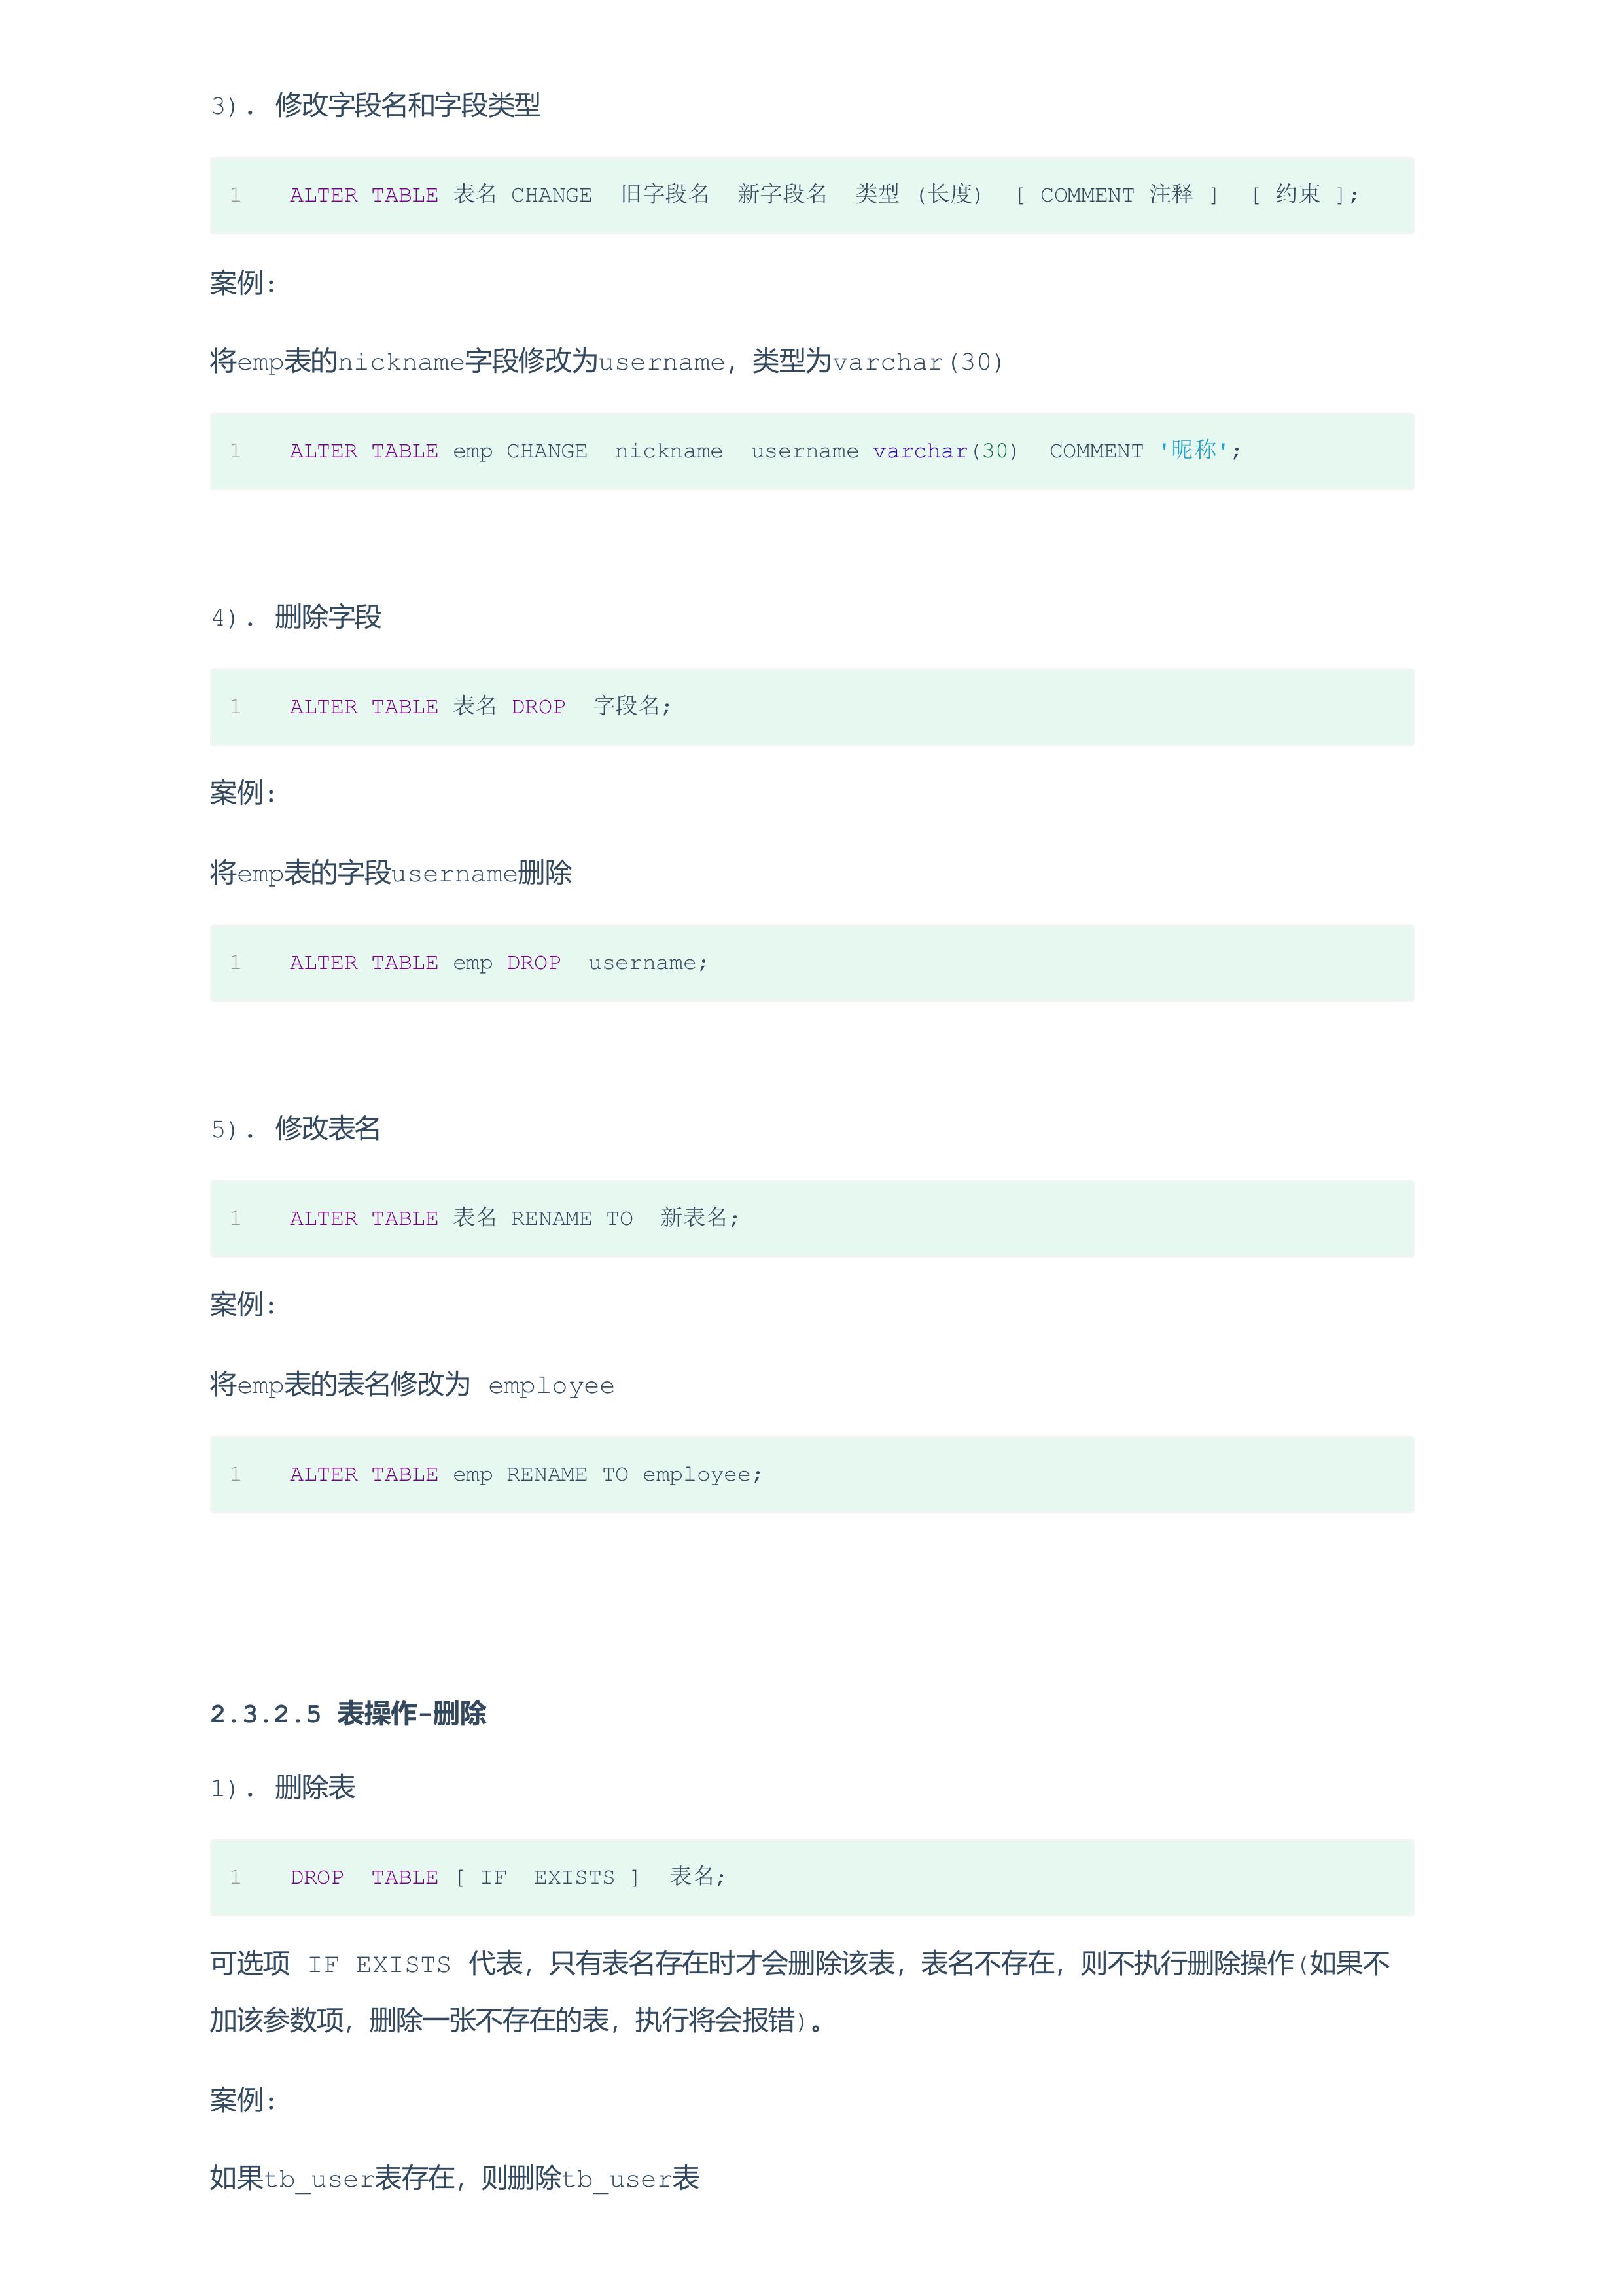 3). 修改字段名和字段类型
1 ALTER TABLE 表名 CHANGE  旧字段名  新字段名  类型 (长度)  [ COMMENT 注释 ]  [ 约束 ];
案例:
将emp表的nickname字段修改为username，类型为varchar(30)
1 ALTER TABLE emp CHANGE  nickname  username varchar(30)  COMMENT '昵称';
4). 删除字段
1 ALTER TABLE 表名 DROP  字段名;
案例:
将emp表的字段username删除
1 ALTER TABLE emp DROP  username;
5). 修改表名
1 ALTER TABLE 表名 RENAME TO  新表名;
案例:
将emp表的表名修改为 employee
1 ALTER TABLE emp RENAME TO employee;
2.3.2.5 表操作-删除
1). 删除表
1 DROP  TABLE [ IF  EXISTS ]  表名;
可选项 IF EXISTS 代表，只有表名存在时才会删除该表，表名不存在，则不执行删除操作(如果不
加该参数项，删除一张不存在的表，执行将会报错)。
案例:
如果tb_user表存在，则删除tb_user表